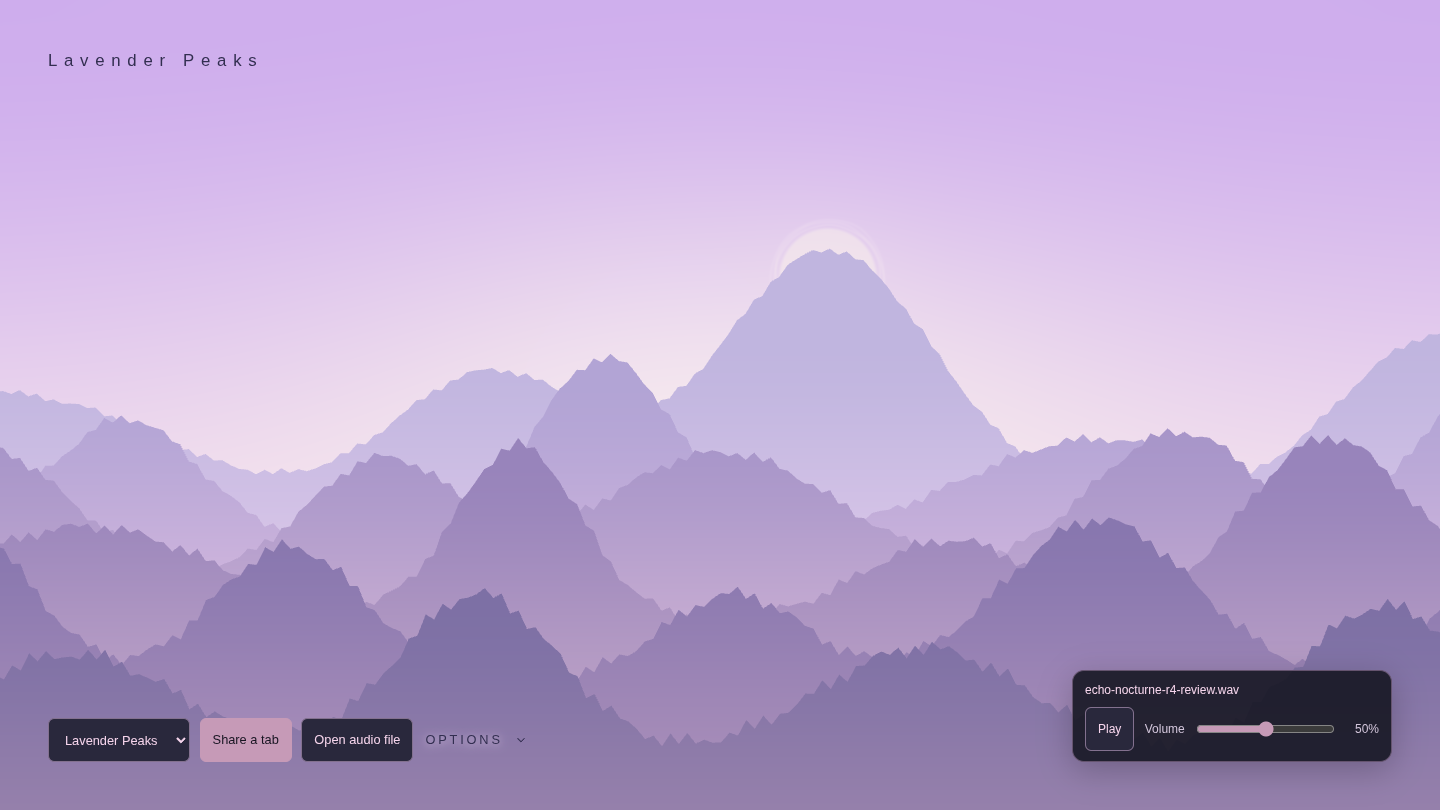 Lavender Peaks
echo-nocturne-r4-review.wav
Play Volume 50%
Lavender Peaks Share a tab Open audio file OPTIONS